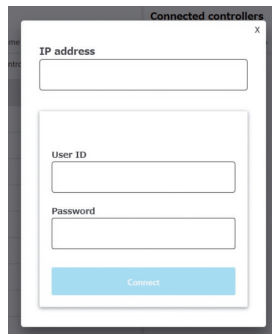 Connected controllers
X
IP address
User ID
Password
Connect